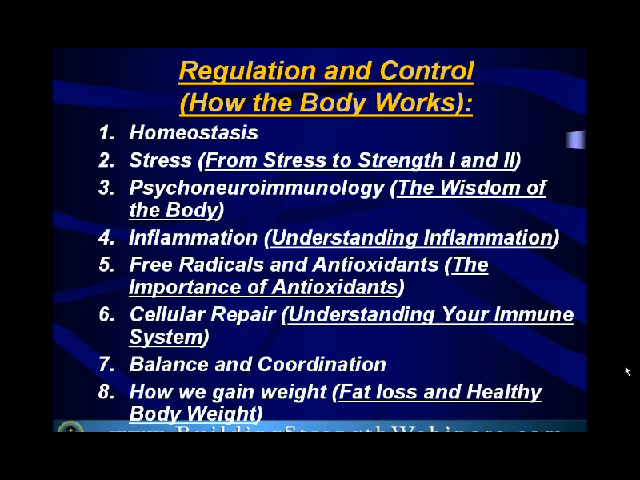 Regulation and Control
(How the Body Works):
1. Homeostasis
2. Stress (From Stress to Strength I and II)
3. Psychoneuroimmunology (The Wisdom of
the Body)
4. Inflammation (Understanding Inflammation)
5. Free Radicals and Antioxidants (The
Importance of Antioxidants)
6. Cellular Repair (Understanding Your Immune
System)
7. Balance and Coordination
8. How we gain weight (Fat loss and Healthy
Body Weight)
www.BuildingStrengthWebinars.com